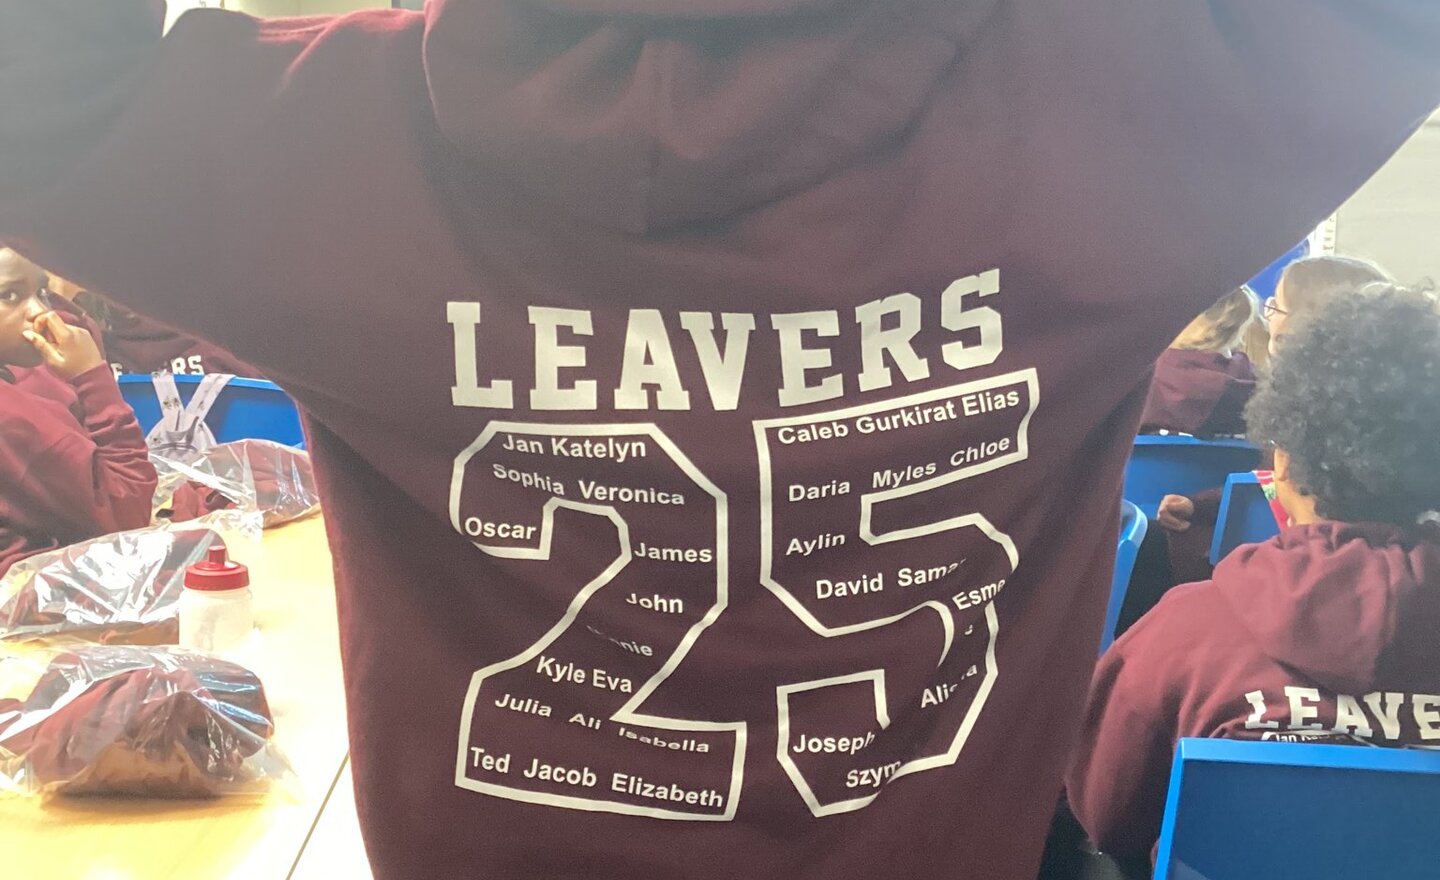 LEAVERS
Jan Katelyn
Sophia Veronica
Oscar
James
John
Kyle Eva
Julia Ali Isabella
Ted Jacob Elizabeth
Caleb Gurkirat Elias
Daria Myles Chloe
Aylin
David
Joseph
LEAVE